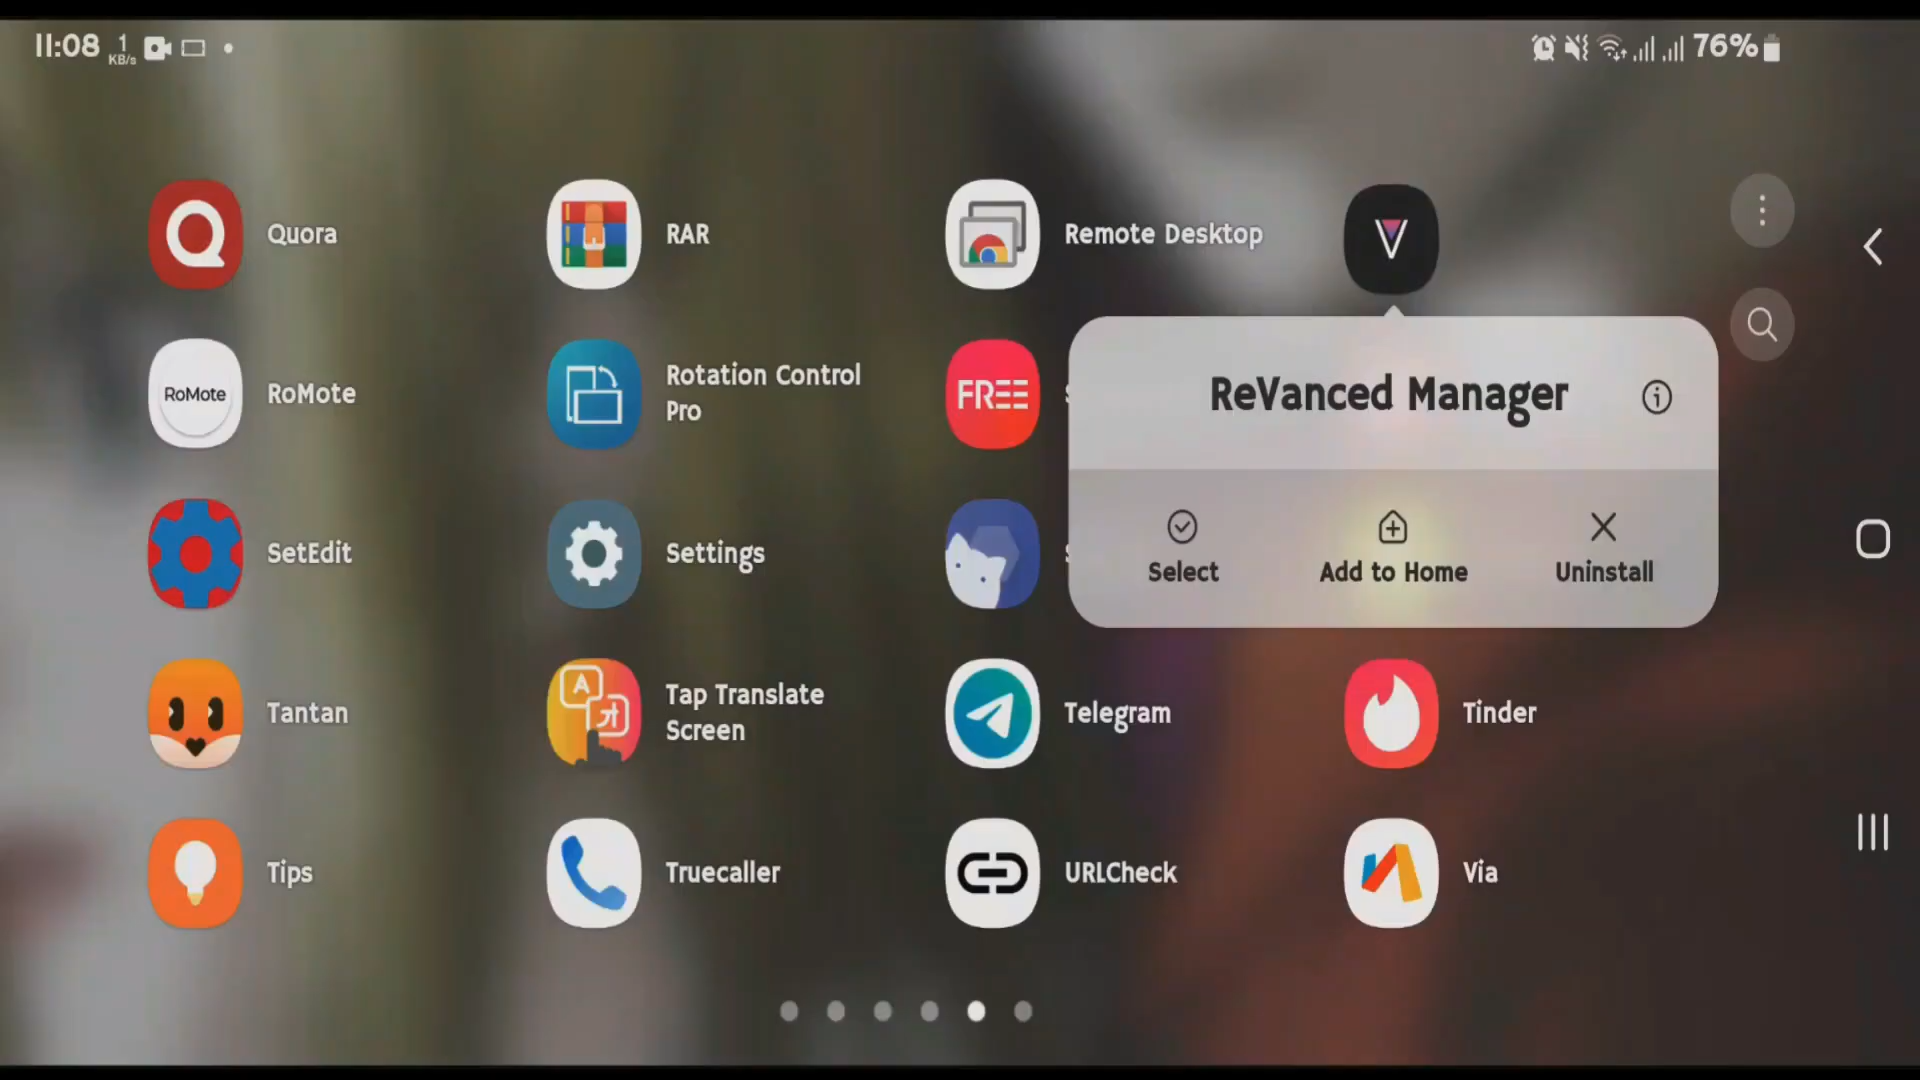 11:08
1
KB/s
76%
Quora
RAR
Remote Desktop
V
RoMote
RoMote
Rotation Control
Pro
FREE
S
ReVanced Manager
SetEdit
Settings
S
Select
Add to Home
Uninstall
Tantan
A
Tap Translate
Screen
Telegram
Tinder
Tips
Truecaller
URLCheck
Via